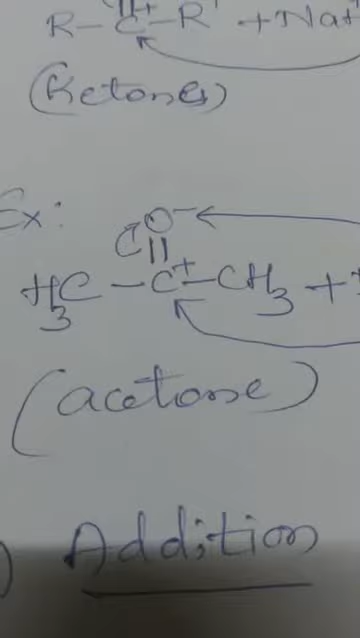 R-C+-R' + Na+
(Ketones)
Ex:
O-
||
H3C-C+-CH3 +
(acetone)
) Addition